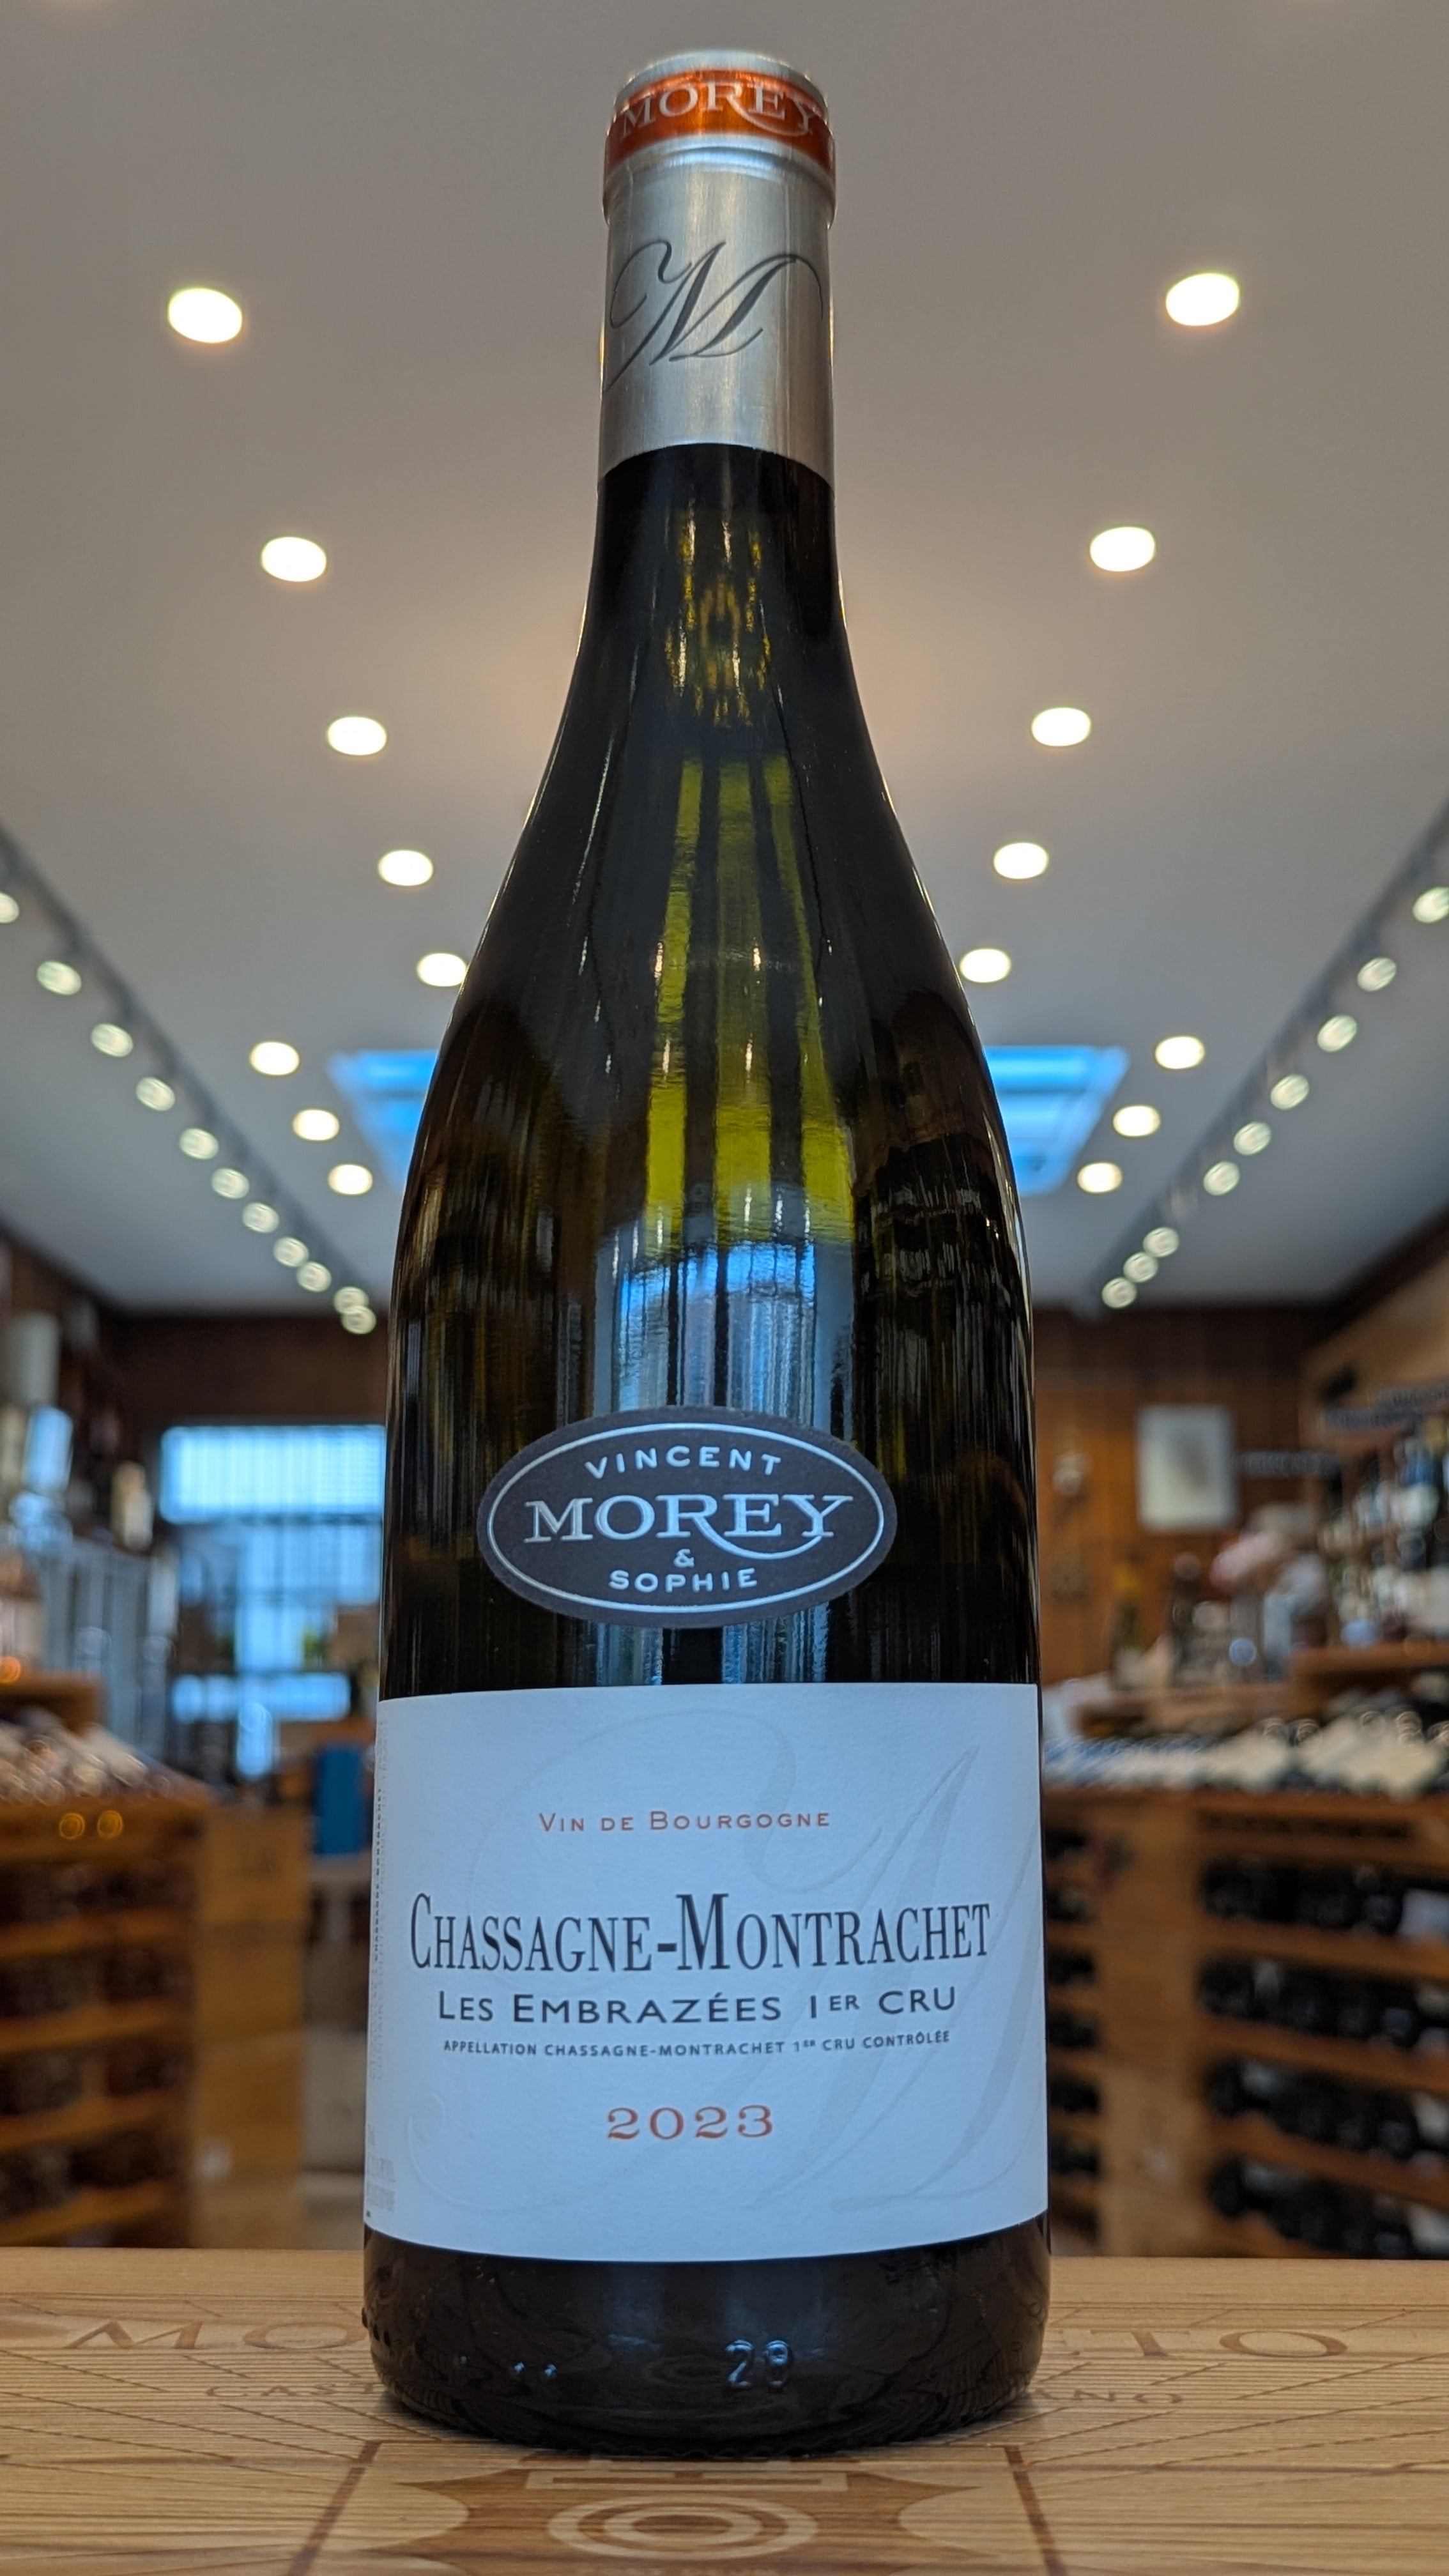 MOREY
M
VINCENT
MOREY
&
SOPHIE
VIN DE BOURGOGNE
CHASSAGNE-MONTRACHET
LES EMBRAZÉES 1ER CRU
APPELLATION CHASSAGNE-MONTRACHET 1ER CRU CONTRÔLÉE
2023
28